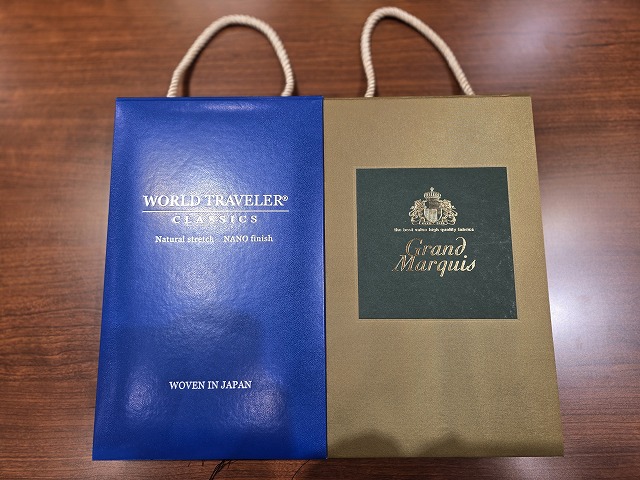 WORLD TRAVELER®
CLASSICS
Natural stretch NANO finish
WOVEN IN JAPAN
the best value high quality fabrics
Grand
Marquis